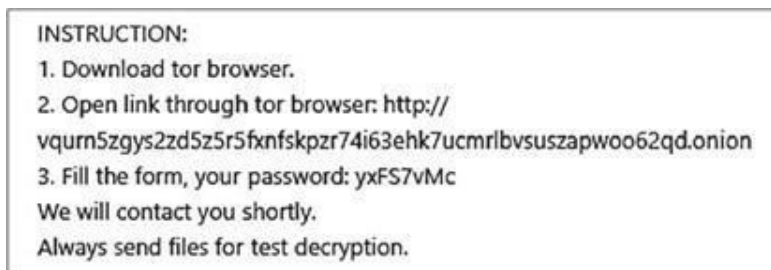 INSTRUCTION:
1. Download tor browser.
2. Open link through tor browser: http://
vqurn5zgys2zd5z5r5fxnfskpzr74i63ehk7ucmrlbvsuszapwoo62qd.onion
3. Fill the form, your password: yxFS7vMc
We will contact you shortly.
Always send files for test decryption.